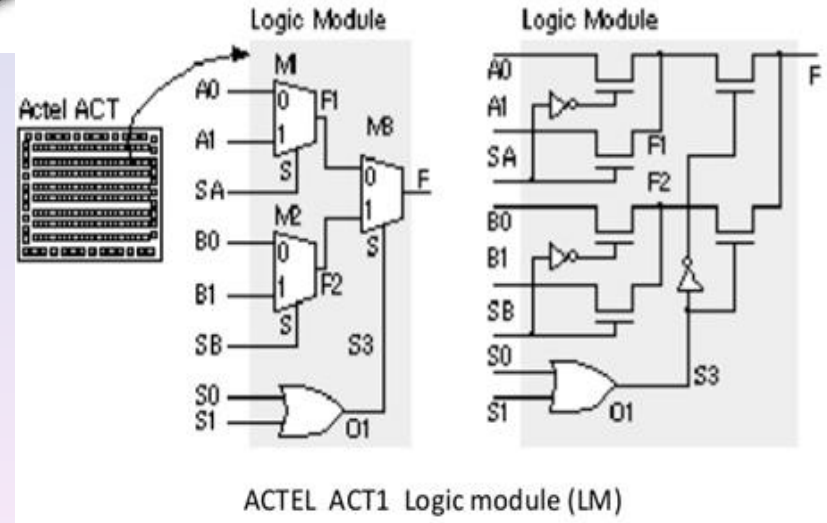 Logic Module
Logic Module
Actel ACT
M1
A0
0
F1
A1
1
M3
S
SA
0
F
M2
1
B0
0
S
B1
1
F2
S
SB
S3
S0
S1
O1
A0
F
A1
F1
SA
F2
B0
B1
SB
S0
S3
S1
O1
ACTEL ACT1 Logic module (LM)